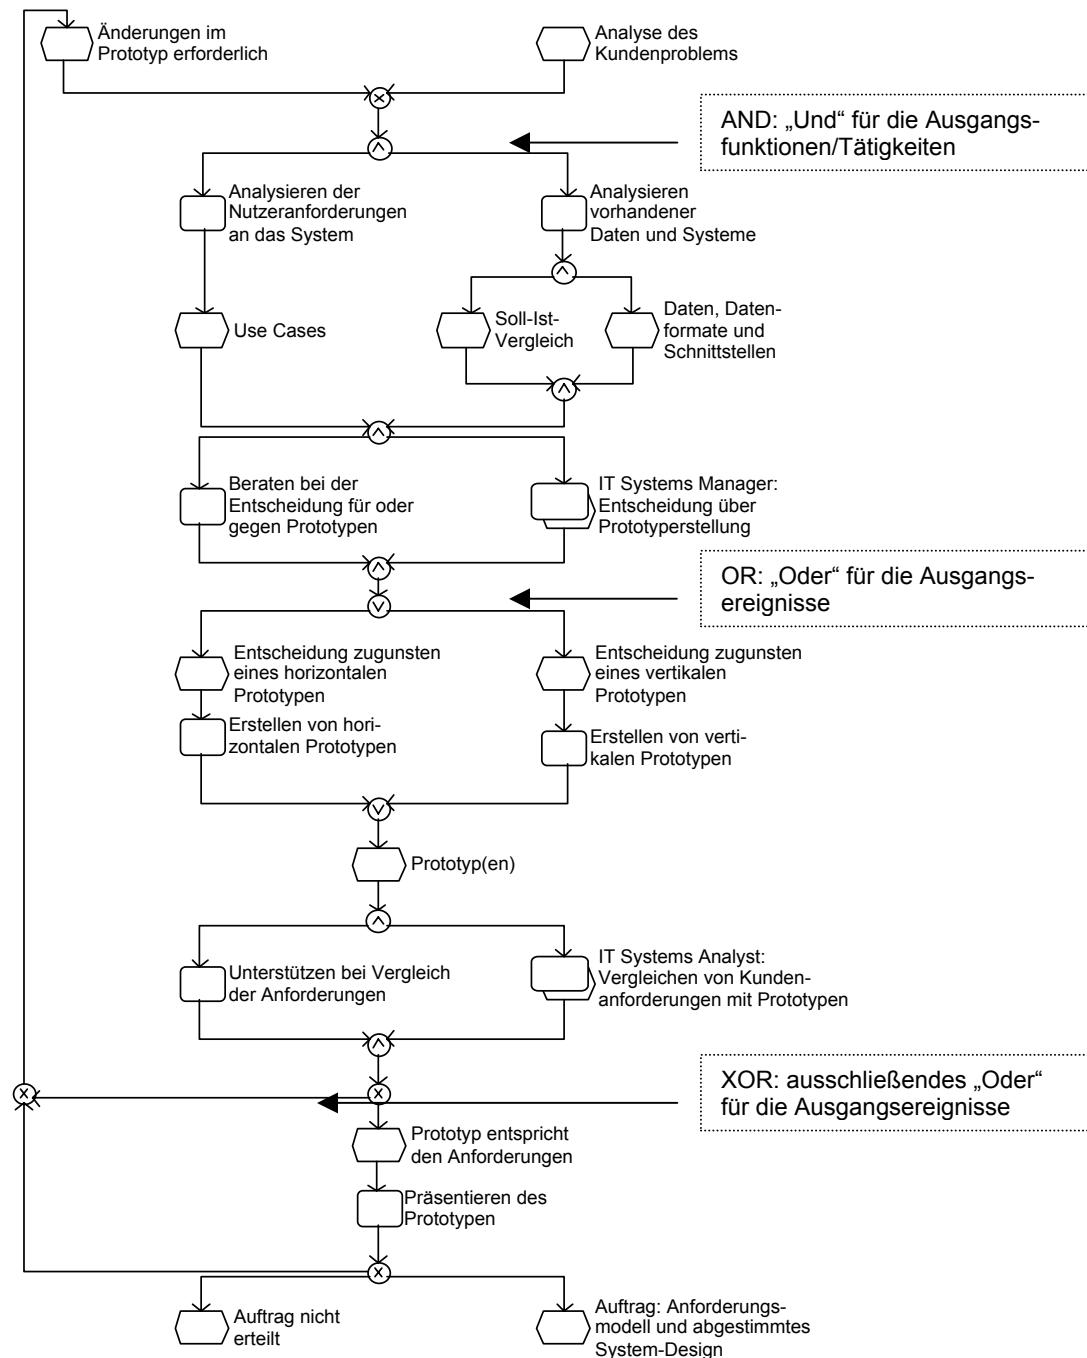 Änderungen im
Prototyp erforderlich
Analyse des
Kundenproblems
AND: „Und“ für die Ausgangs-
funktionen/Tätigkeiten
Analysieren der
Nutzeranforderungen
an das System
Analysieren
vorhandener
Daten und Systeme
Use Cases
Soll-Ist-
Vergleich
Daten, Daten-
formate und
Schnittstellen
Beraten bei der
Entscheidung für oder
gegen Prototypen
IT Systems Manager:
Entscheidung über
Prototyperstellung
OR: „Oder“ für die Ausgangs-
ereignisse
Entscheidung zugunsten
eines horizontalen
Prototypen
Entscheidung zugunsten
eines vertikalen
Prototypen
Erstellen von hori-
zontalen Prototypen
Erstellen von verti-
kalen Prototypen
Prototyp(en)
Unterstützen bei Vergleich
der Anforderungen
IT Systems Analyst:
Vergleichen von Kunden-
anforderungen mit Prototypen
XOR: ausschließendes „Oder“
für die Ausgangsereignisse
Prototyp entspricht
den Anforderungen
Präsentieren des
Prototypen
Auftrag nicht
erteilt
Auftrag: Anforderungs-
modell und abgestimmtes
System-Design